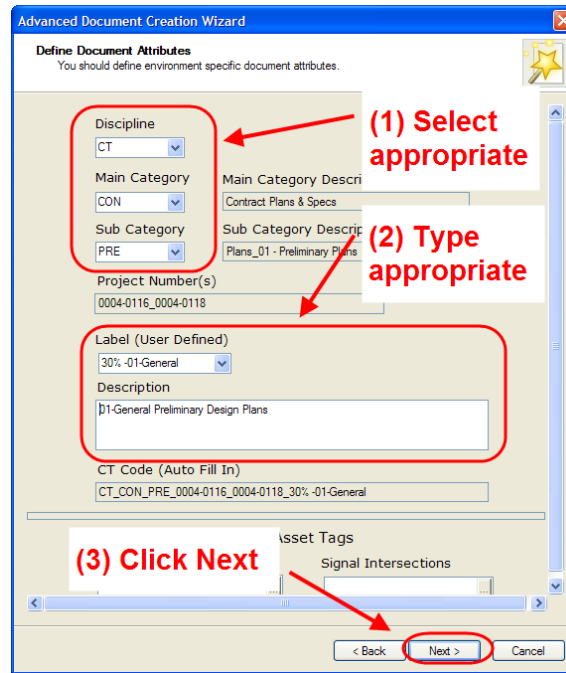 Advanced Document Creation Wizard
Define Document Attributes
You should define environment specific document attributes.
Discipline
CT
(1) Select
appropriate
Main Category
Main Category Descri
CON
Contract Plans & Specs
Sub Category
Sub Category Descrip
PRE
Plans_01 - Preliminary Plans
(2) Type
appropriate
Project Number(s)
0004-0116_0004-0118
Label (User Defined)
30% -01-General
Description
01-General Preliminary Design Plans
CT Code (Auto Fill In)
CT_CON_PRE_0004-0116_0004-0118_30% -01-General
Asset Tags
(3) Click Next
Signal Intersections
...
...
< Back
Next >
Cancel